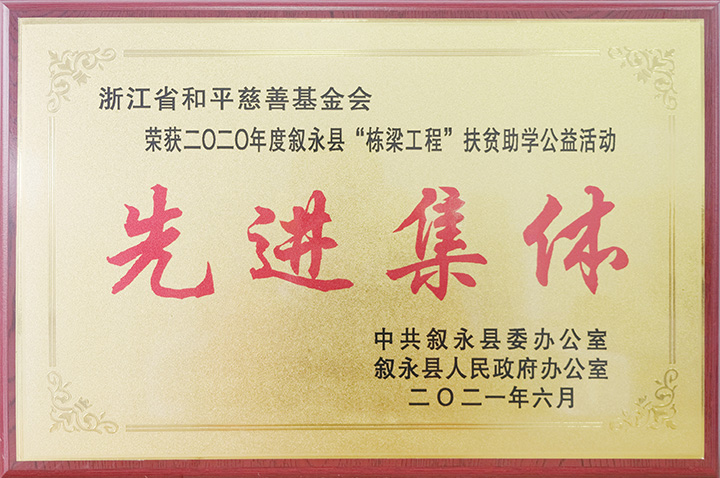 浙江省和平慈善基金会
荣获二〇二〇年度叙永县“栋梁工程”扶贫助学公益活动
先进集体
中共叙永县委办公室
叙永县人民政府办公室
二〇二一年六月